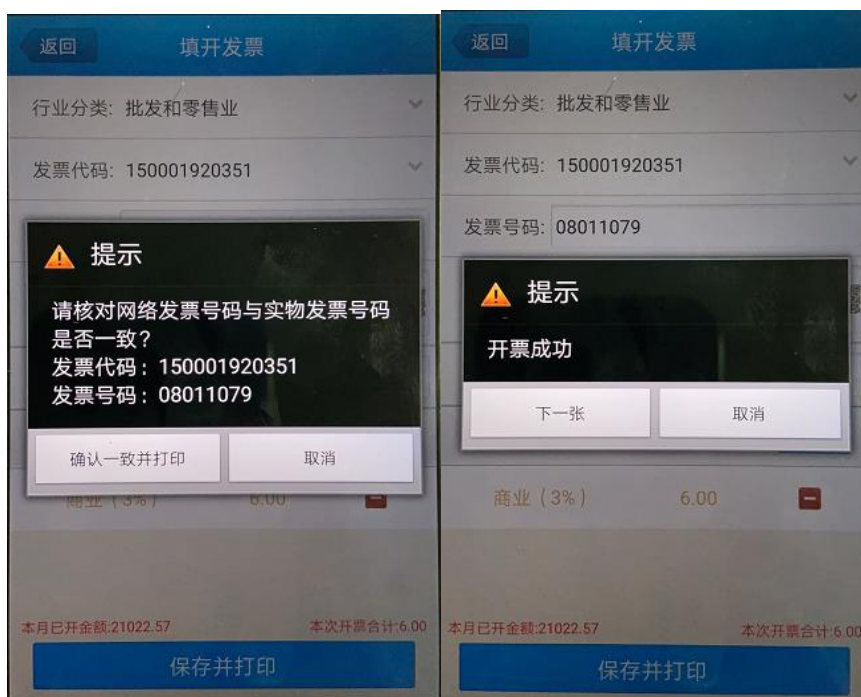 返回
填开发票
行业分类: 批发和零售业
发票代码: 150001920351
提示
请核对网络发票号码与实物发票号码
是否一致？
发票代码：150001920351
发票号码：08011079
确认一致并打印
取消
商业（3%）
6.00
本月已开金额:21022.57
本次开票合计:6.00
保存并打印
返回
填开发票
行业分类: 批发和零售业
发票代码: 150001920351
发票号码: 08011079
提示
开票成功
下一张
取消
商业（3%）
6.00
本月已开金额:21022.57
本次开票合计:6.00
保存并打印